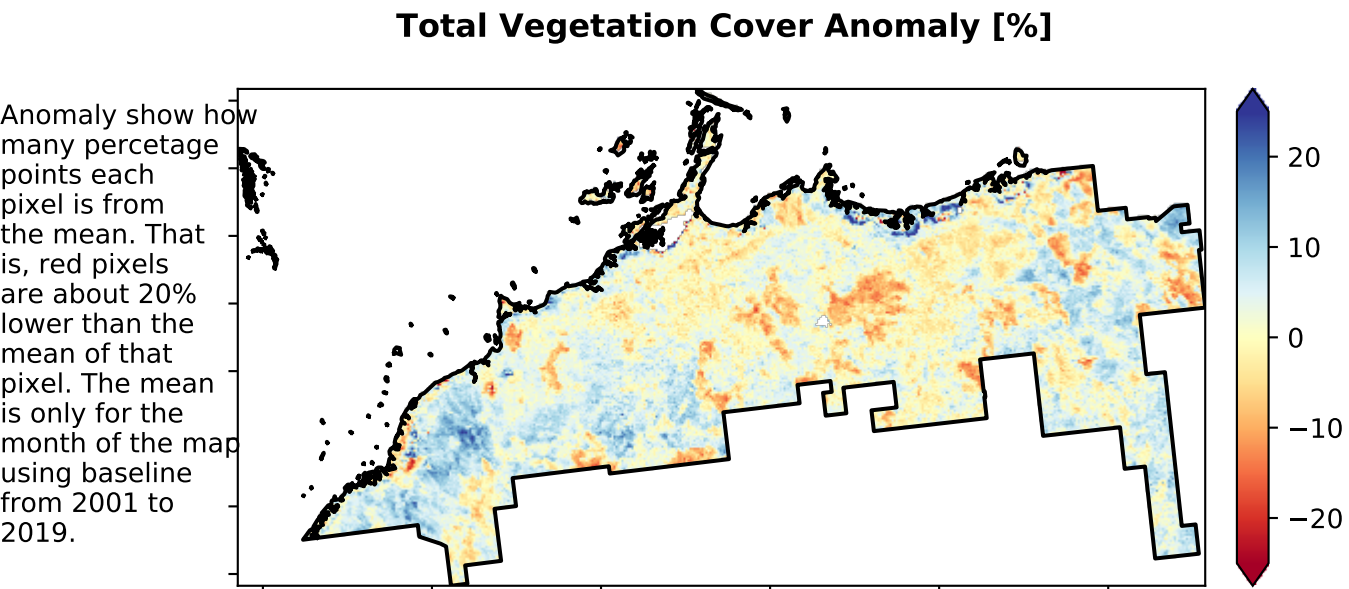 Total Vegetation Cover Anomaly [%]
Anomaly show how
many percetage
points each
pixel is from
the mean. That
is, red pixels
are about 20%
lower than the
mean of that
pixel. The mean
is only for the
month of the map
using baseline
from 2001 to
2019.
20
10
0
−10
−20